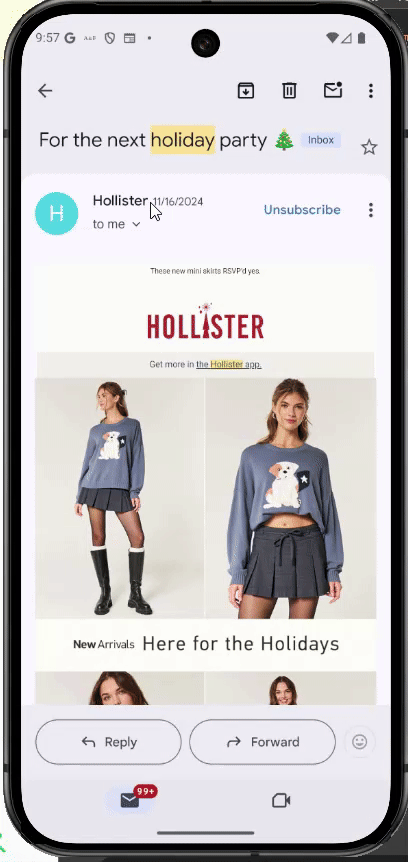 9:57
For the next holiday party
Inbox
H
Hollister 11/16/2024
Unsubscribe
to me
These new mini skirts RSVP'd yes.
HOLLISTER
Get more in the Hollister app.
New Arrivals Here for the Holidays
Reply
Forward
99+